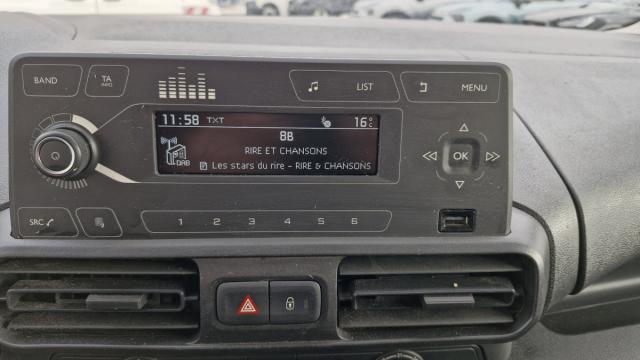 BAND
TA
INFO
LIST
MENU
11:58 TXT 16°C
8B
RIRE ET CHANSONS
DAB
Les stars du rire - RIRE & CHANSONS
OK
SRC
1 2 3 4 5 6